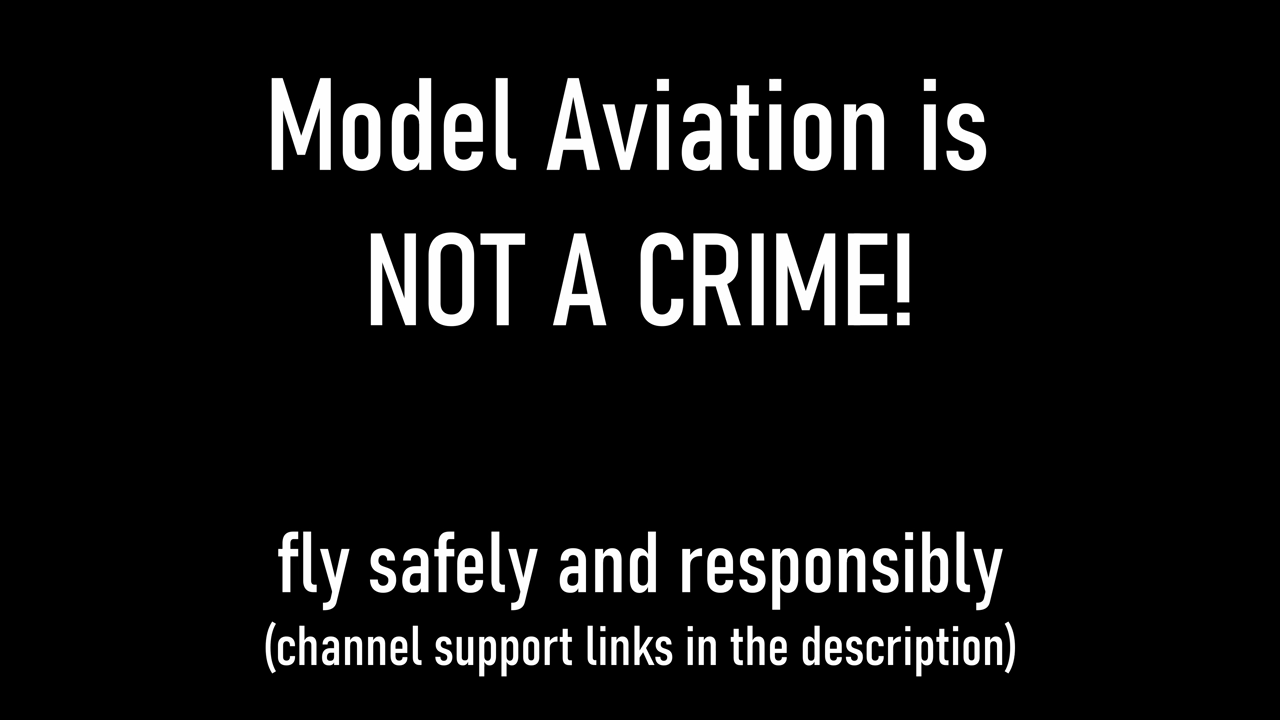 Model Aviation is
NOT A CRIME!
fly safely and responsibly
(channel support links in the description)